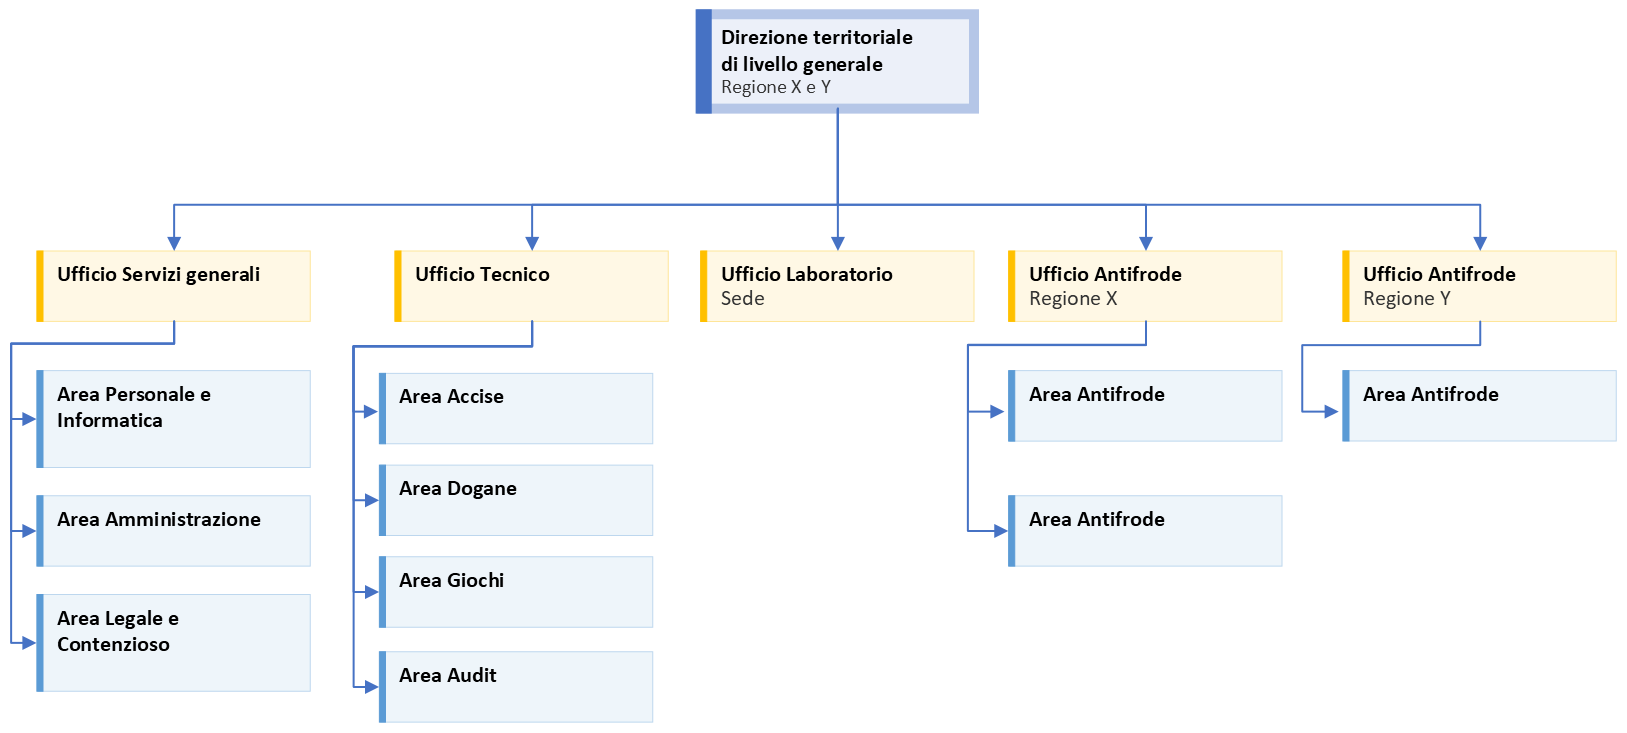 Direzione territoriale
di livello generale
Regione X e Y
Ufficio Servizi generali
Ufficio Tecnico
Ufficio Laboratorio
Sede
Ufficio Antifrode
Regione X
Ufficio Antifrode
Regione Y
Area Personale e
Informatica
Area Amministrazione
Area Legale e
Contenzioso
Area Accise
Area Dogane
Area Giochi
Area Audit
Area Antifrode
Area Antifrode
Area Antifrode